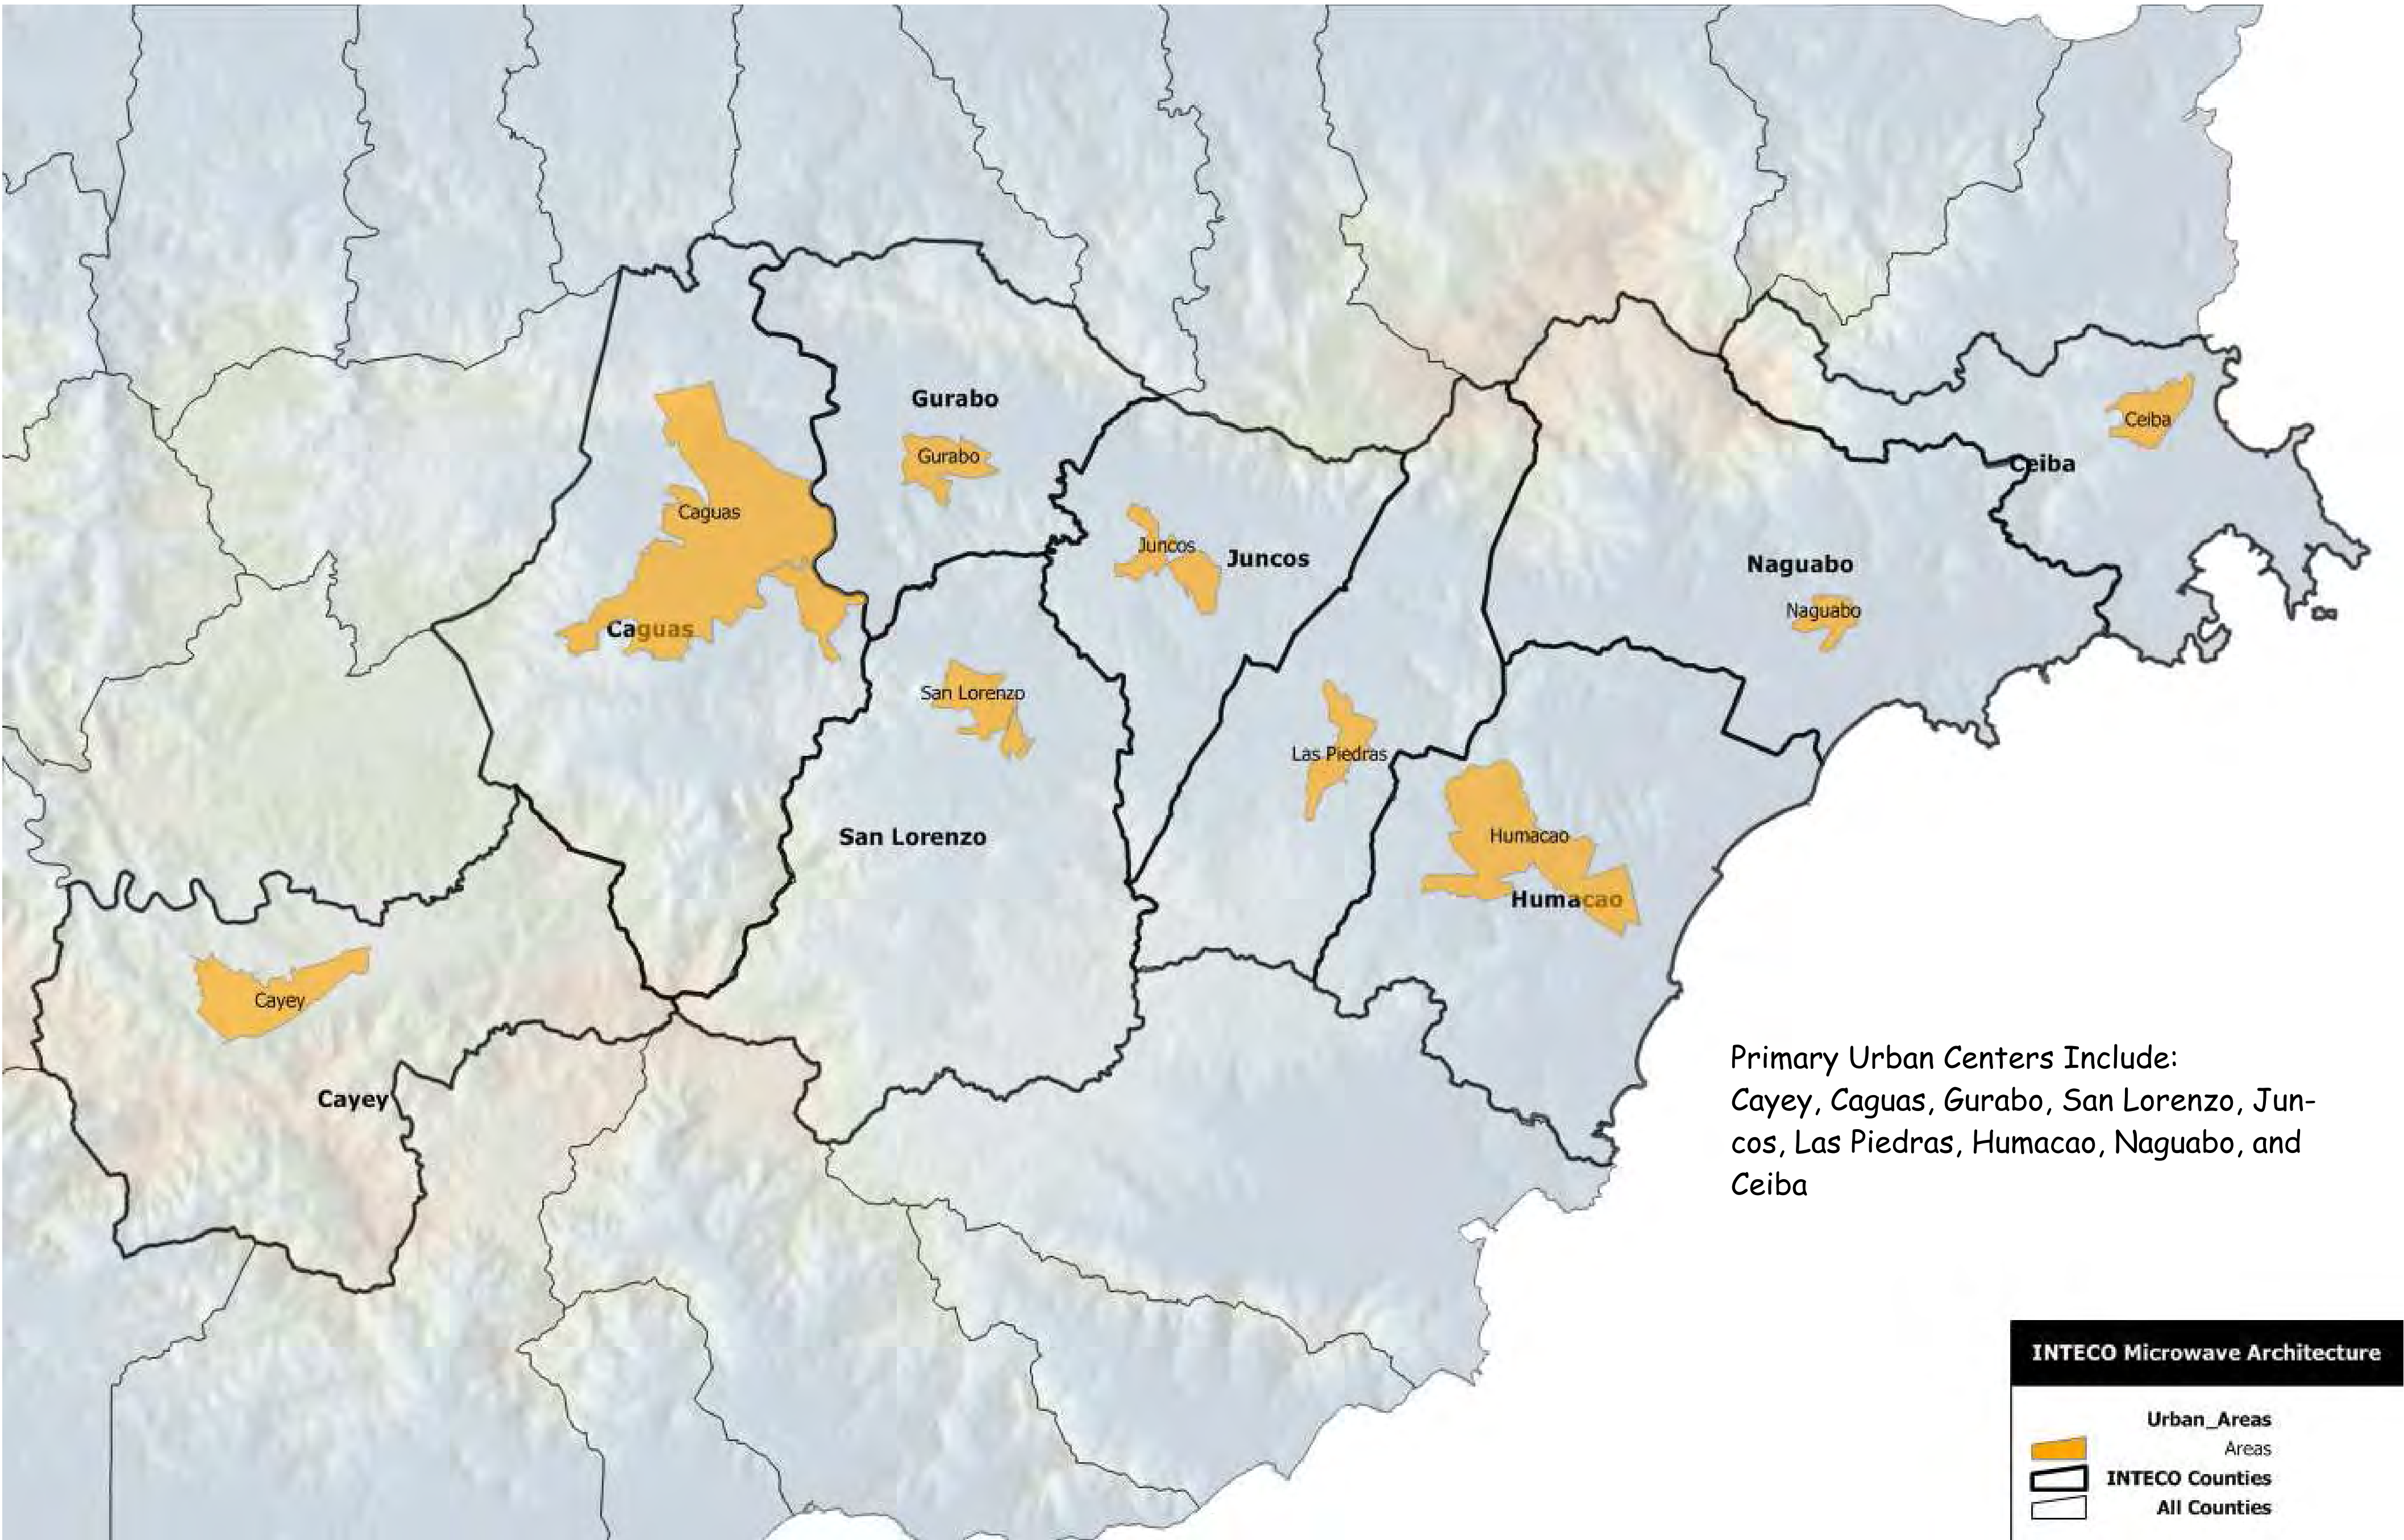 Gurabo
Ceiba
Gurabo
Ceiba
Caguas
Juncos
Juncos
Naguabo
Naguabo
Caguas
San Lorenzo
Las Piedras
San Lorenzo
Humacao
Humacao
Cayey
Cayey
Primary Urban Centers Include:
Cayey, Caguas, Gurabo, San Lorenzo, Jun-
cos, Las Piedras, Humacao, Naguabo, and
Ceiba
INTECO Microwave Architecture
Urban_Areas
Areas
INTECO Counties
All Counties